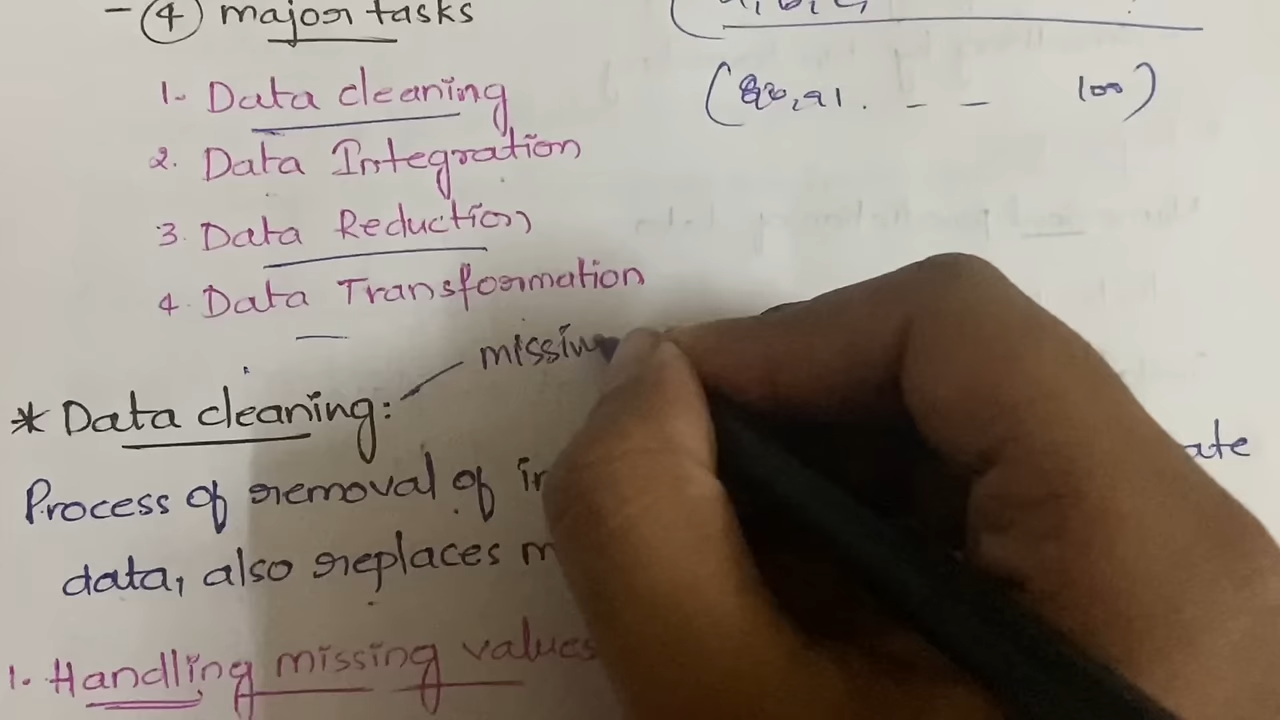 - 4 major tasks
1. Data cleaning
2. Data Integration
3. Data Reduction
4. Data Transformation
(90, 91. - - 100)
missing
* Data cleaning:
Process of removal of in ate
data, also replaces m
1. Handling missing values